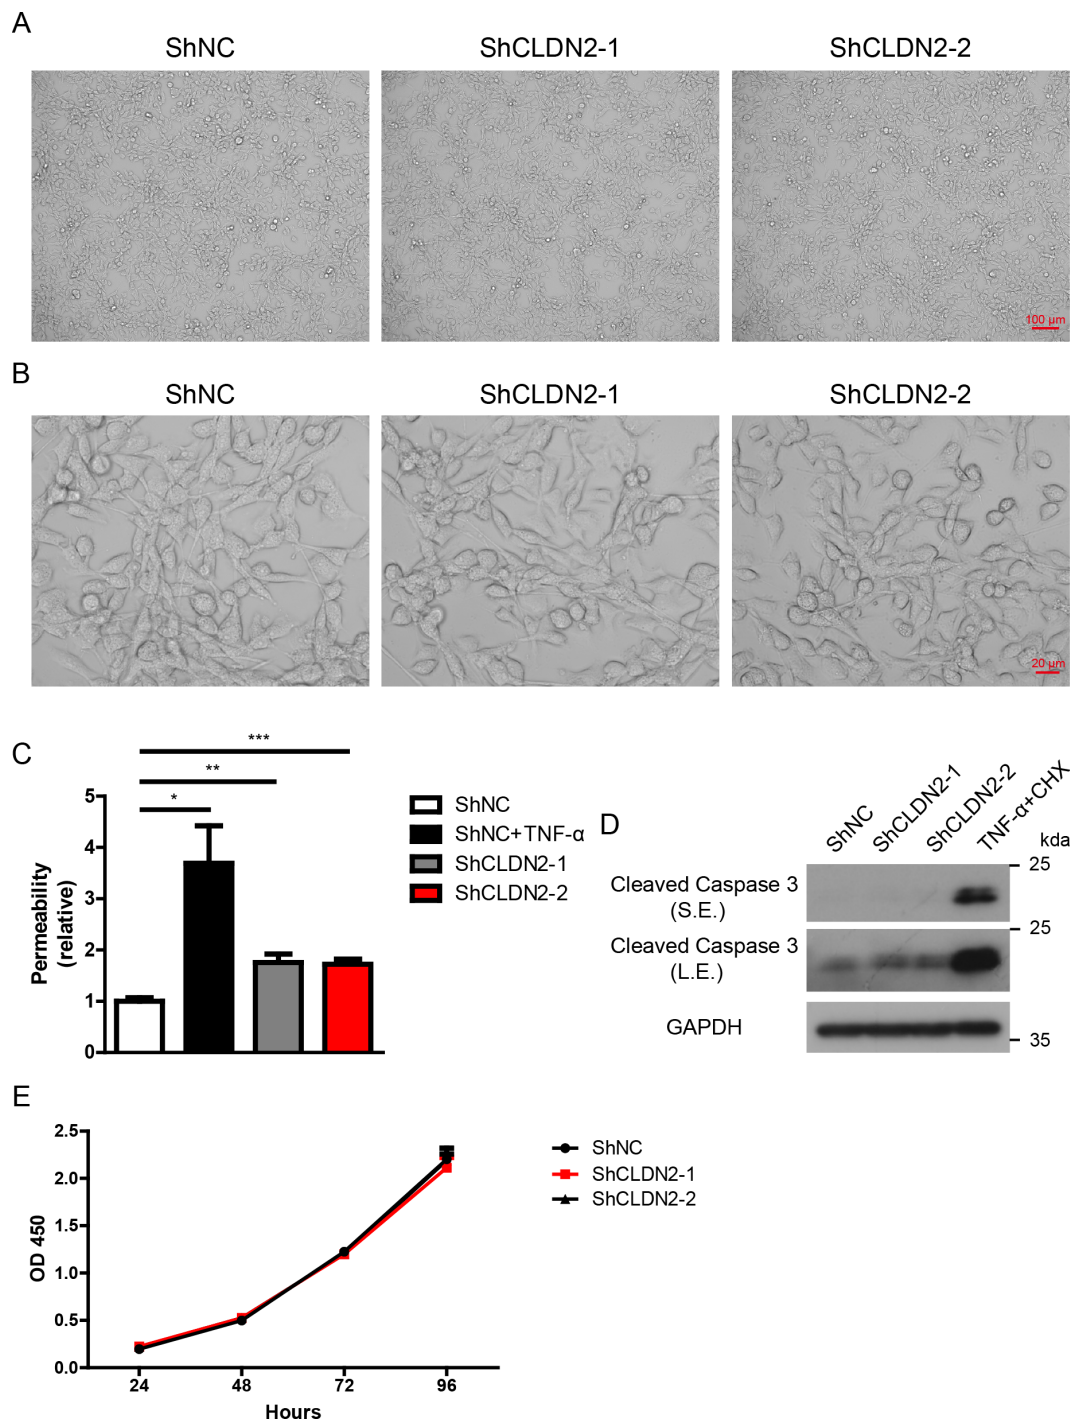 A
ShNC
ShCLDN2-1
ShCLDN2-2
100 μm
B
ShNC
ShCLDN2-1
ShCLDN2-2
20 μm
C
***
**
*
Permeability
(relative)
5
4
3
2
1
0
ShNC
ShNC+TNF-α
ShCLDN2-1
ShCLDN2-2
D
ShNC
ShCLDN2-1
ShCLDN2-2
TNF-α+CHX
kda
Cleaved Caspase 3
(S.E.)
25
Cleaved Caspase 3
(L.E.)
25
GAPDH
35
E
OD 450
2.5
2.0
1.5
1.0
0.5
0.0
24
48
72
96
Hours
ShNC
ShCLDN2-1
ShCLDN2-2